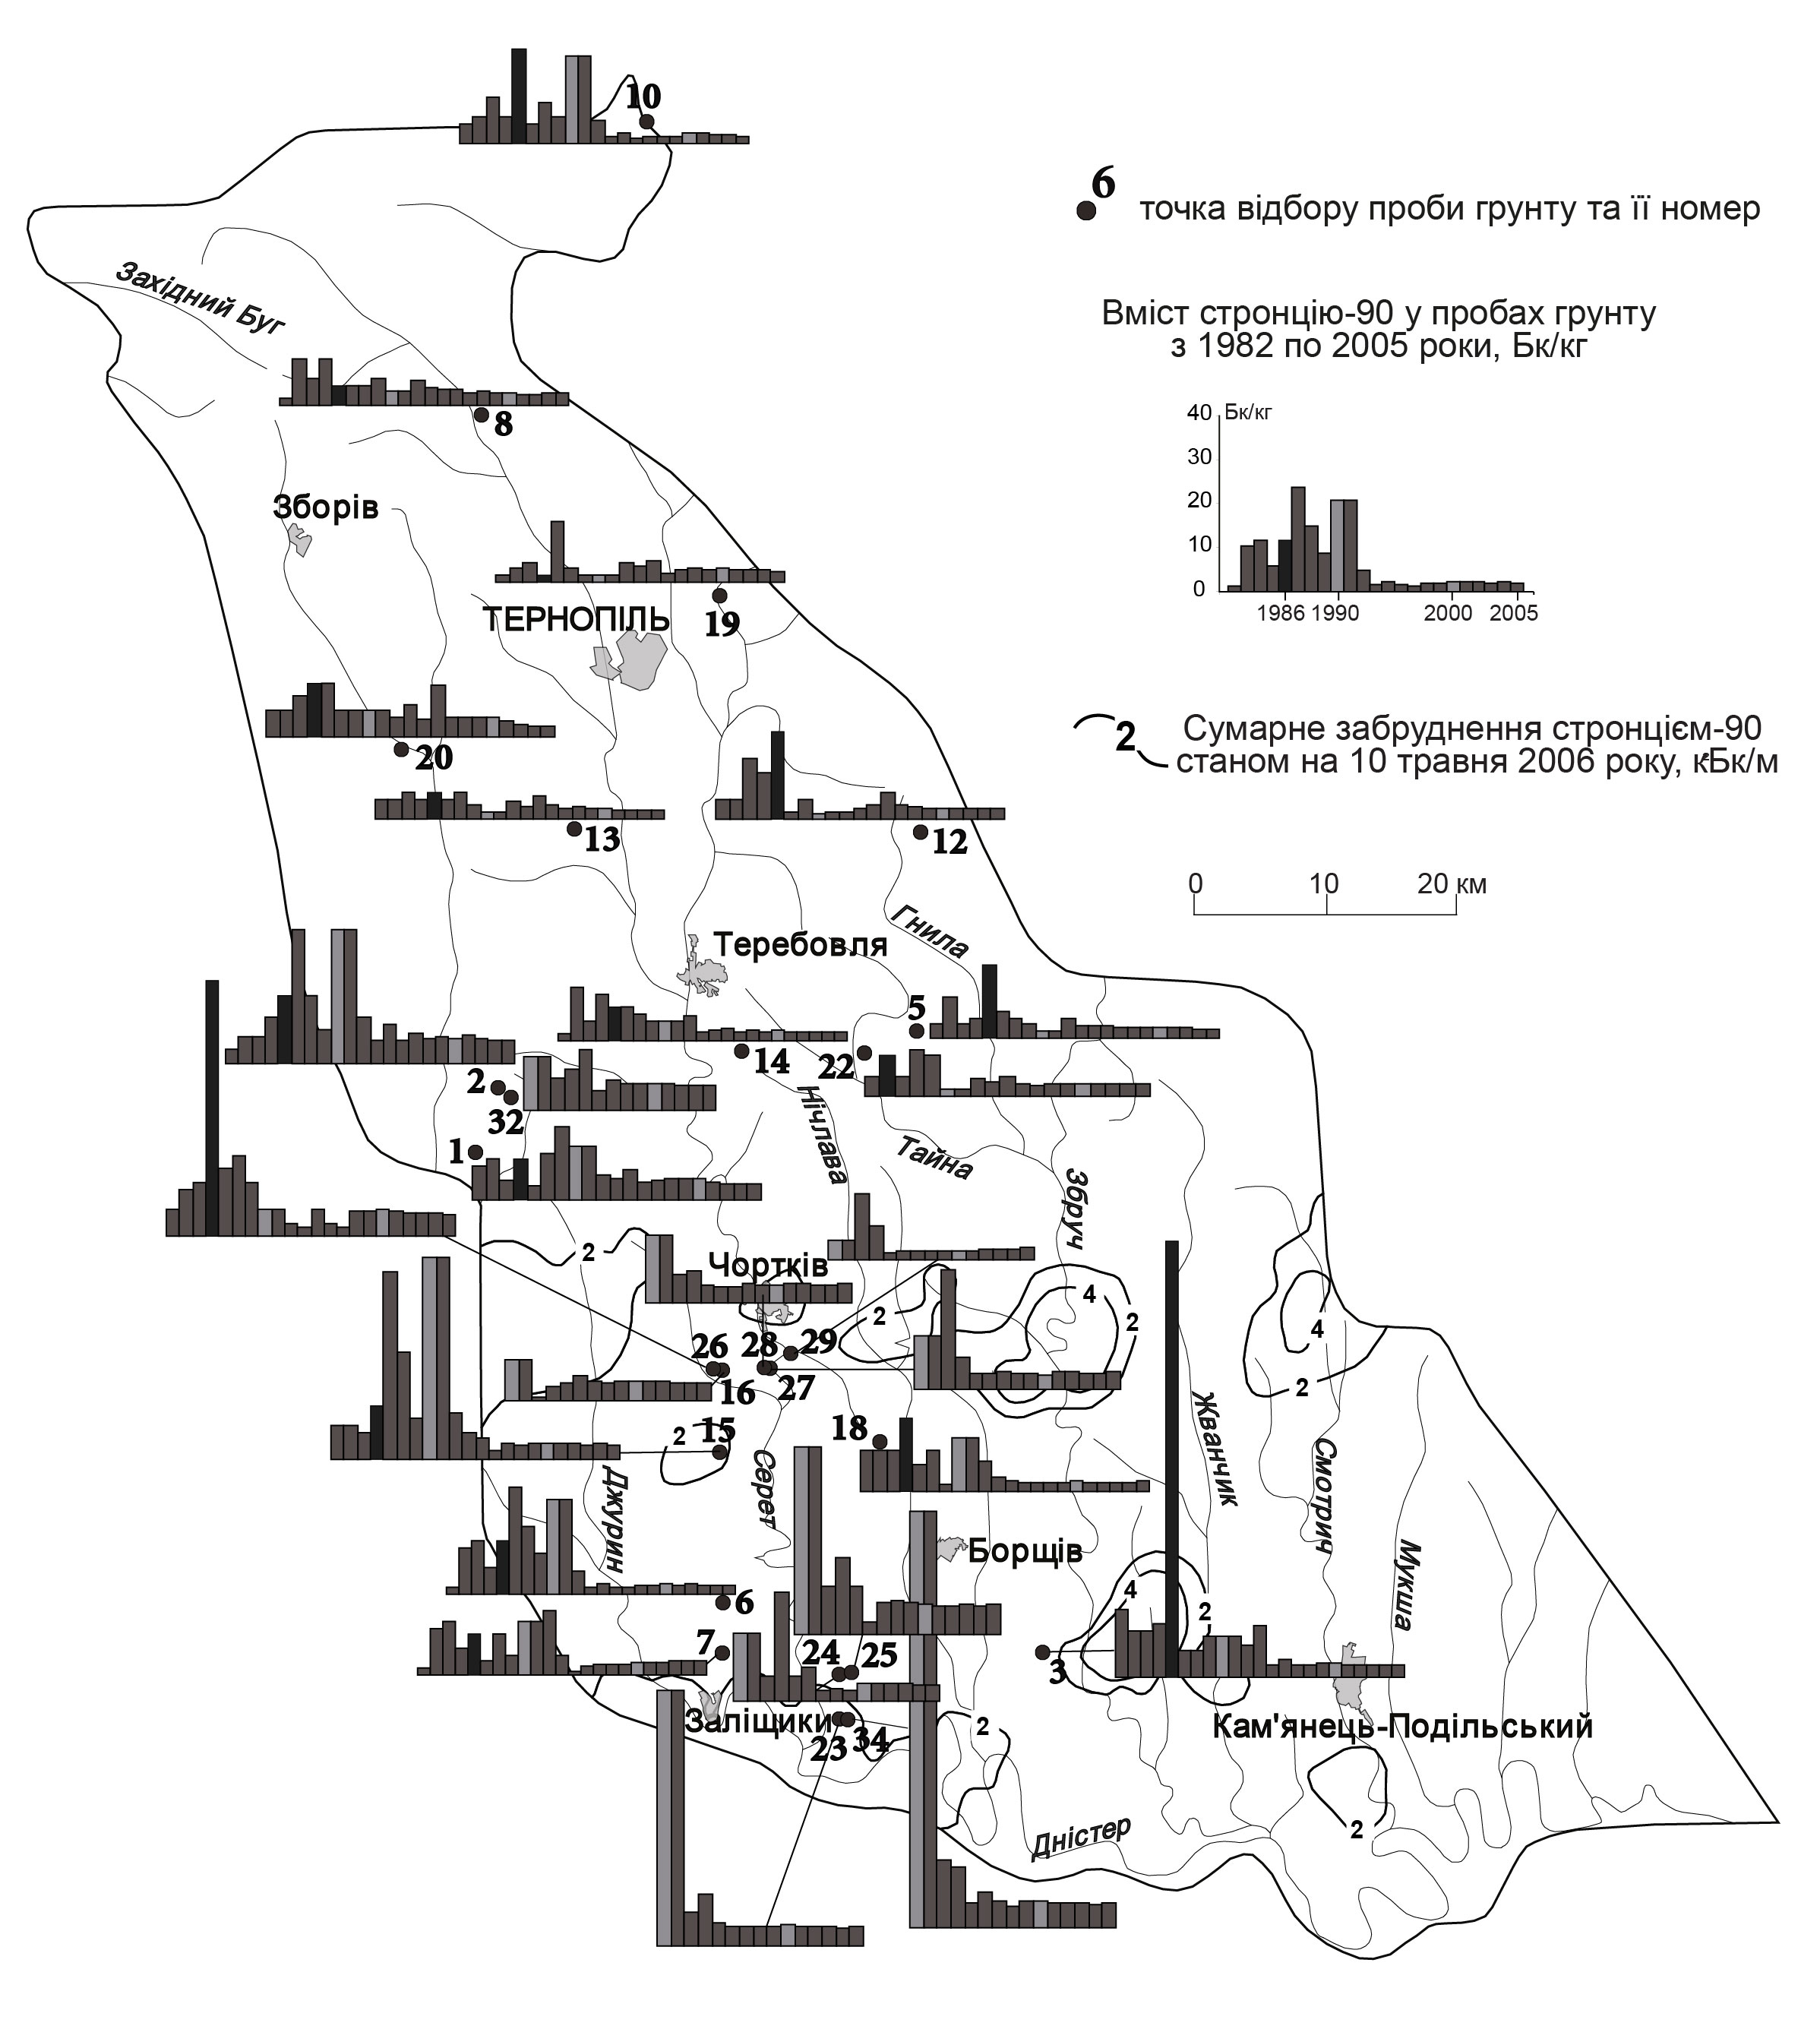 10
6
точка відбору проби грунту та її номер
Західний Буг
Вміст стронцію-90 у пробах грунту
з 1982 по 2005 роки, Бк/кг
40
Бк/кг
30
20
10
0
1986
1990
2000
2005
8
Зборів
ТЕРНОПІЛЬ
19
20
2
Сумарне забруднення стронцієм-90
станом на 10 травня 2006 року, кБк/м
13
12
0
10
20 км
Гнила
Теребовля
5
14
22
2
32
Нічлава
1
Тайна
Збруч
2
Чортків
2
4
2
4
2
26
28
29
16
27
Жванчик
2
15
18
Серет
Джурин
Смотрич
Борщів
Мукша
4
2
6
7
24
25
3
Заліщики
23
34
2
Кам'янець-Подільський
2
Дністер